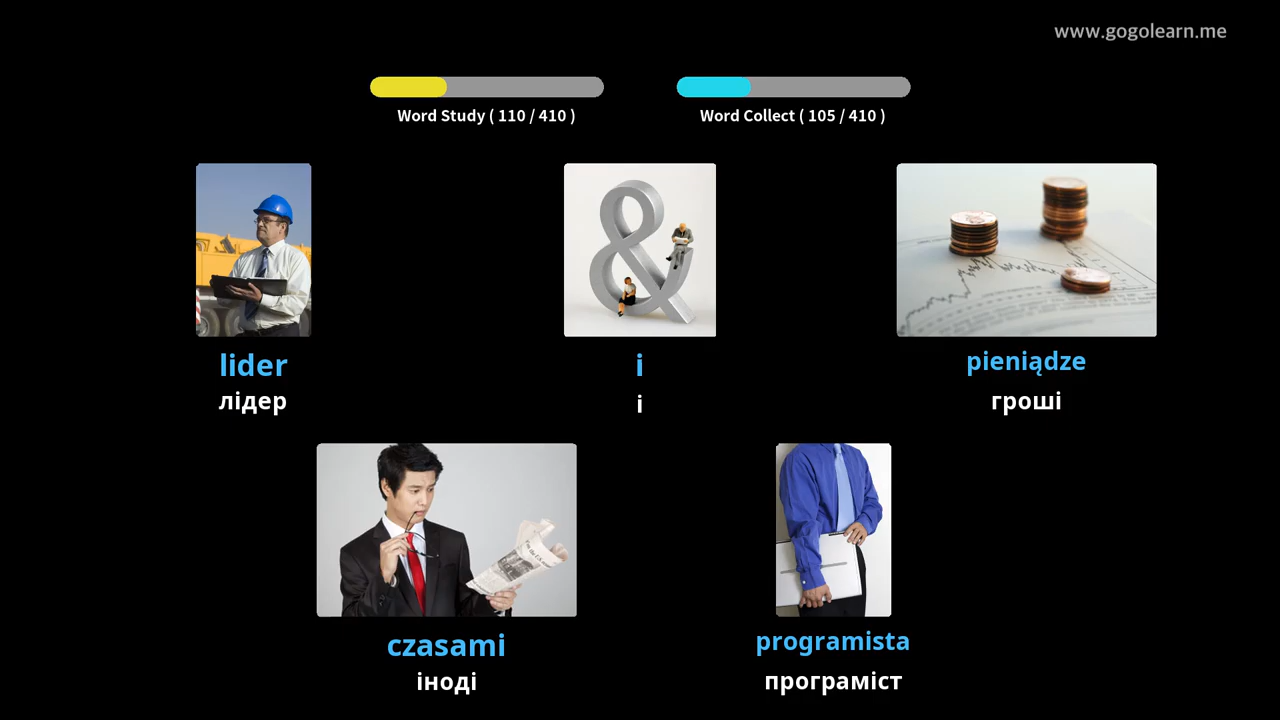 www.gogolearn.me
Word Study ( 110 / 410 )
Word Collect ( 105 / 410 )
lider
лідер
i
і
pieniądze
гроші
czasami
іноді
programista
програміст